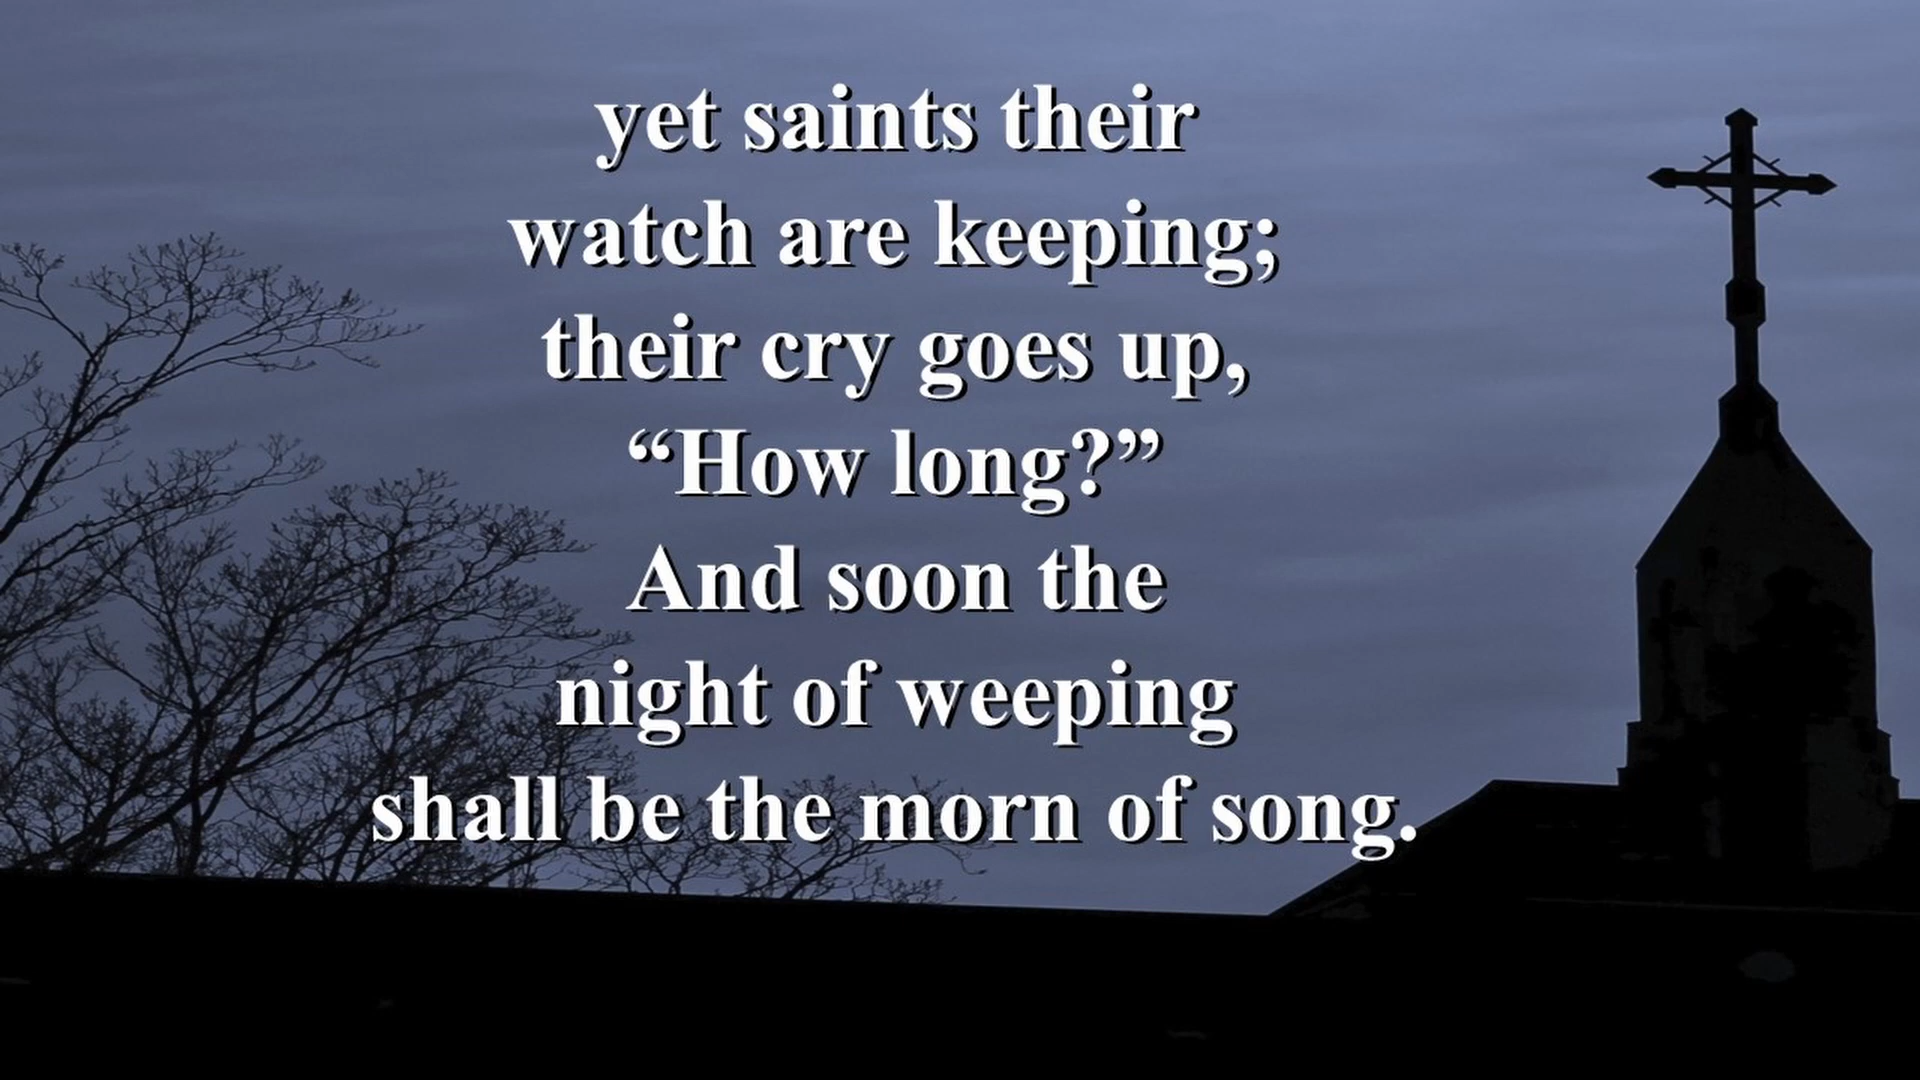 yet saints their
watch are keeping;
their cry goes up,
“How long?”
And soon the
night of weeping
shall be the morn of song.